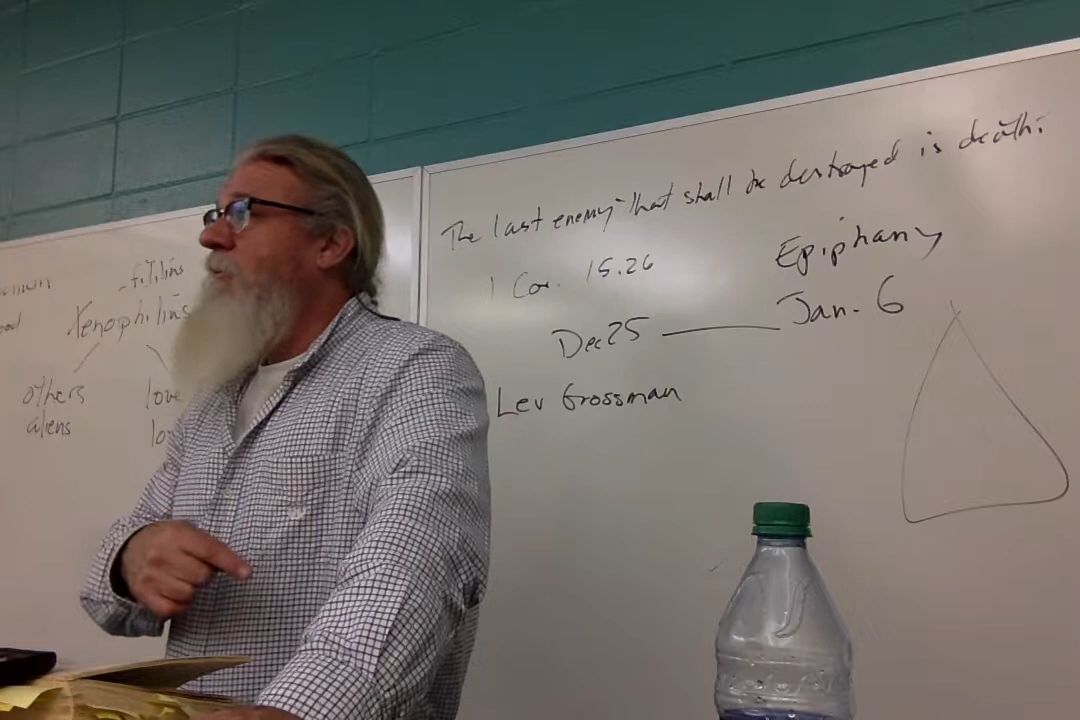 The last enemy that shall be destroyed is death.
1 Cor. 15.26
Epiphany
Dec 25 — Jan. 6
Lev Grossman
Xenophilius
others
aliens
love